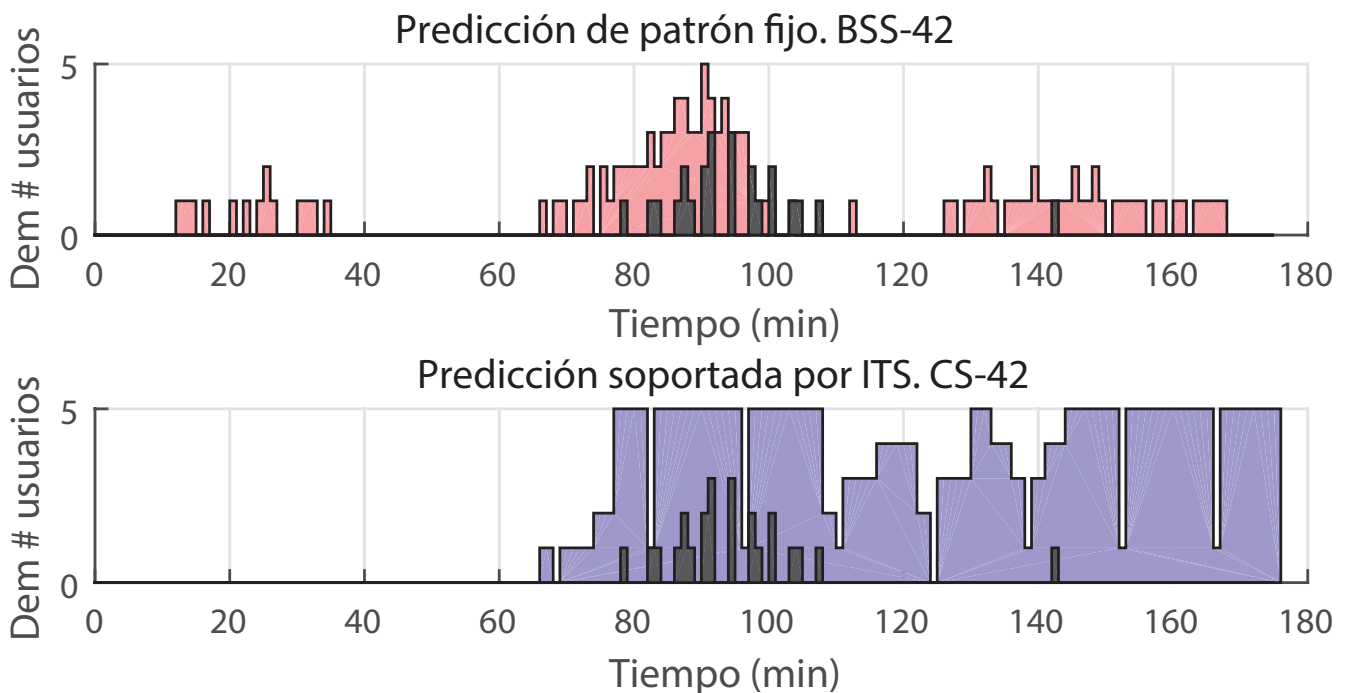 Predicción de patrón fijo. BSS-42
Dem # usuarios
5
0
0 20 40 60 80 100 120 140 160 180
Tiempo (min)
Predicción soportada por ITS. CS-42
Dem # usuarios
5
0
0 20 40 60 80 100 120 140 160 180
Tiempo (min)